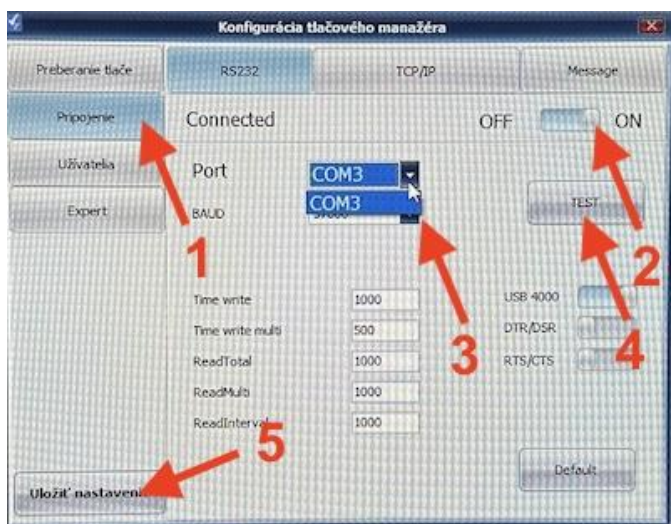 Konfigurácia tlačového manažéra
Preberanie tlače
RS232
TCP/IP
Message
Pripojenie
Connected
OFF
ON
Užívatelia
Port
COM3
COM3
TEST
Expert
BAUD
1
2
Time write
1000
USB 4000
Time write multi
500
DTR/DSR
3
4
ReadTotal
1000
RTS/CTS
ReadMulti
1000
ReadInterval
1000
5
Default
Uložiť nastavenia